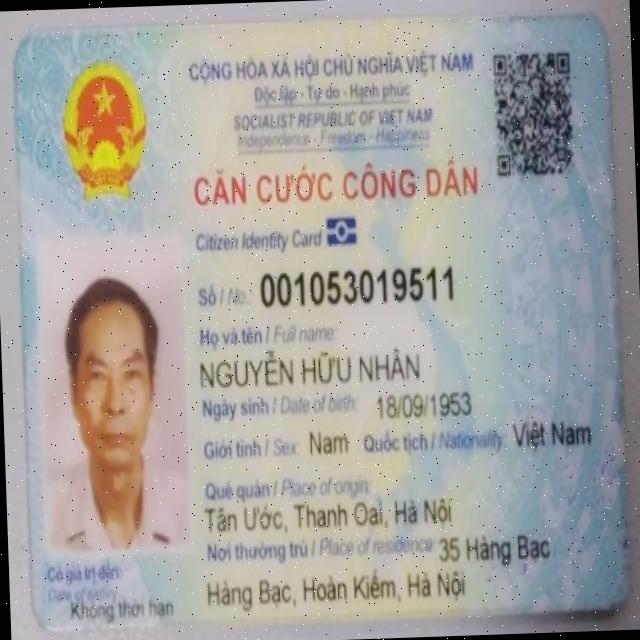 CỘNG HÒA XÃ HỘI CHỦ NGHĨA VIỆT NAM
Độc lập - Tự do - Hạnh phúc
SOCIALIST REPUBLIC OF VIET NAM
Independence - Freedom - Happiness
CĂN CƯỚC CÔNG DÂN
Citizen Identity Card
Số / No: 001053019511
Họ và tên / Full name:
NGUYỄN HỮU NHÂN
Ngày sinh / Date of birth: 18/09/1953
Giới tính / Sex: Nam Quốc tịch / Nationality: Việt Nam
Quê quán / Place of origin:
Tân Ước, Thanh Oai, Hà Nội
Nơi thường trú / Place of residence 35 Hàng Bạc
Hàng Bạc, Hoàn Kiếm, Hà Nội
Có giá trị đến:
Date of expiry
Không thời hạn